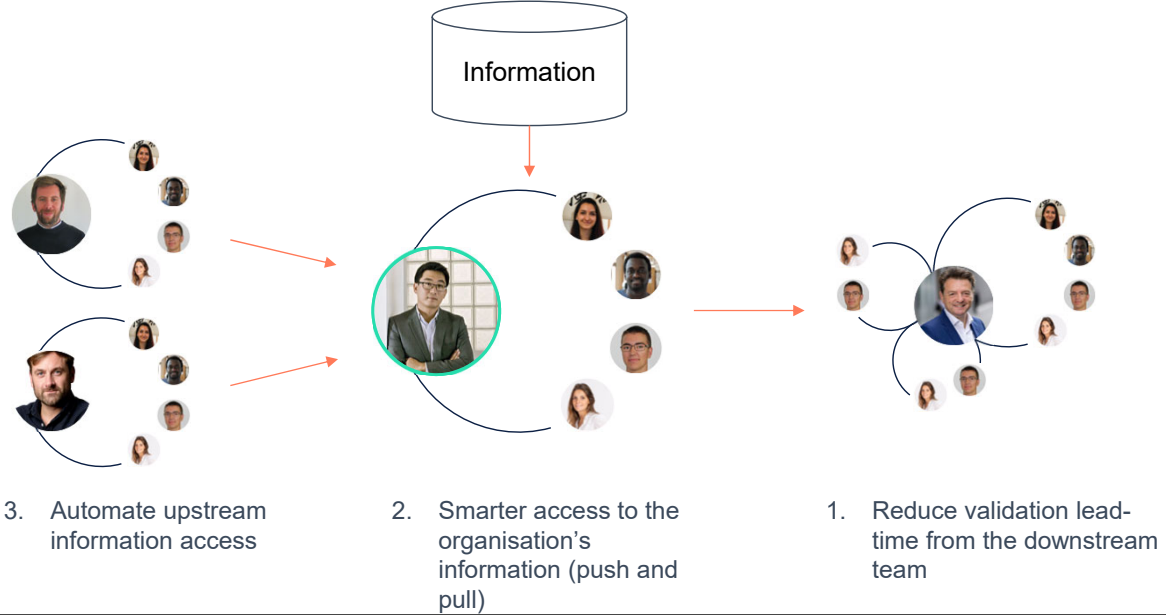 Information
3. Automate upstream
information access
2. Smarter access to the
organisation’s
information (push and
pull)
1. Reduce validation lead-
time from the downstream
team